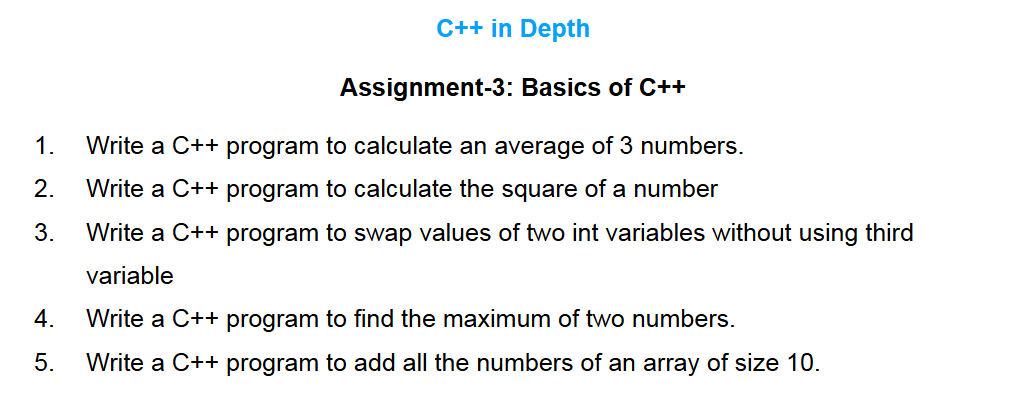 C++ in Depth
Assignment-3: Basics of C++
1. Write a C++ program to calculate an average of 3 numbers.
2. Write a C++ program to calculate the square of a number
3. Write a C++ program to swap values of two int variables without using third
variable
4. Write a C++ program to find the maximum of two numbers.
5. Write a C++ program to add all the numbers of an array of size 10.